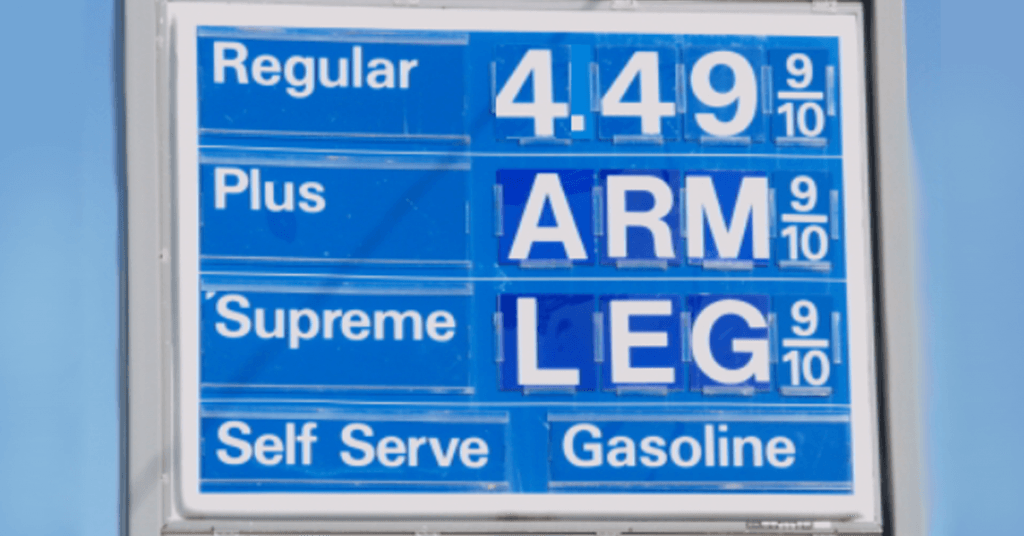 Regular 4.49 9/10
Plus ARM 9/10
Supreme LEG 9/10
Self Serve Gasoline